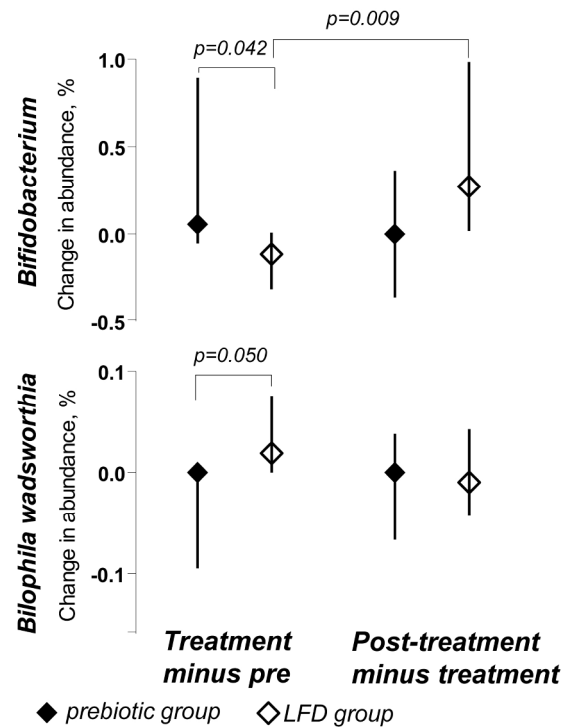 p=0.009
p=0.042
Bifidobacterium
Change in abundance, %
1.0
0.5
0.0
-0.5
p=0.050
Bilophila wadsworthia
Change in abundance, %
0.1
0.0
-0.1
Treatment
minus pre
Post-treatment
minus treatment
prebiotic group
LFD group